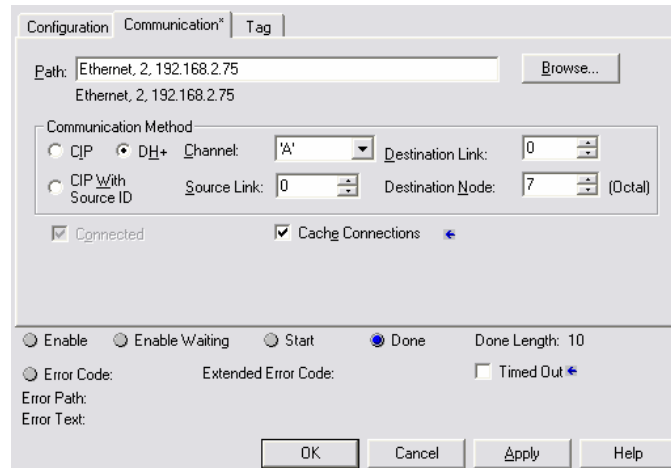 Configuration Communication* Tag
Path: Ethernet, 2, 192.168.2.75 Browse...
Ethernet, 2, 192.168.2.75
Communication Method
CIP DH+ Channel: 'A' Destination Link: 0
CIP With Source ID Source Link: 0 Destination Node: 7 (Octal)
Connected Cache Connections
Enable Enable Waiting Start Done Done Length: 10
Error Code: Extended Error Code: Timed Out
Error Path:
Error Text:
OK Cancel Apply Help